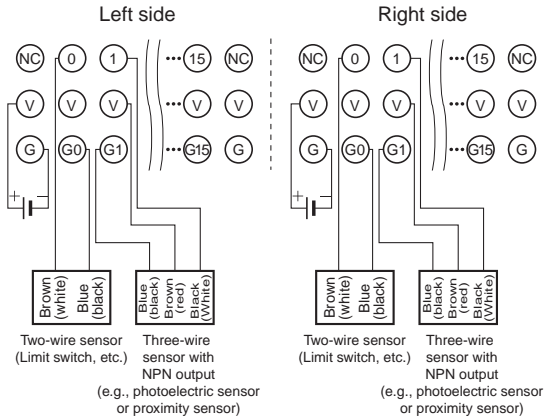 Left side
Right side
NC 0 1 ••• 15 NC
NC 0 1 ••• 15 NC
V V V ••• V V
V V V ••• V V
G G0 G1 ••• G15 G
G G0 G1 ••• G15 G
+ −
+ −
Brown
(white)
Blue
(black)
Blue
(black)
Brown
(red)
Black
(White)
Brown
(white)
Blue
(black)
Blue
(black)
Brown
(red)
Black
(White)
Two-wire sensor
(Limit switch, etc.)
Three-wire
sensor with
NPN output
(e.g., photoelectric sensor
or proximity sensor)
Two-wire sensor
(Limit switch, etc.)
Three-wire
sensor with
NPN output
(e.g., photoelectric sensor
or proximity sensor)